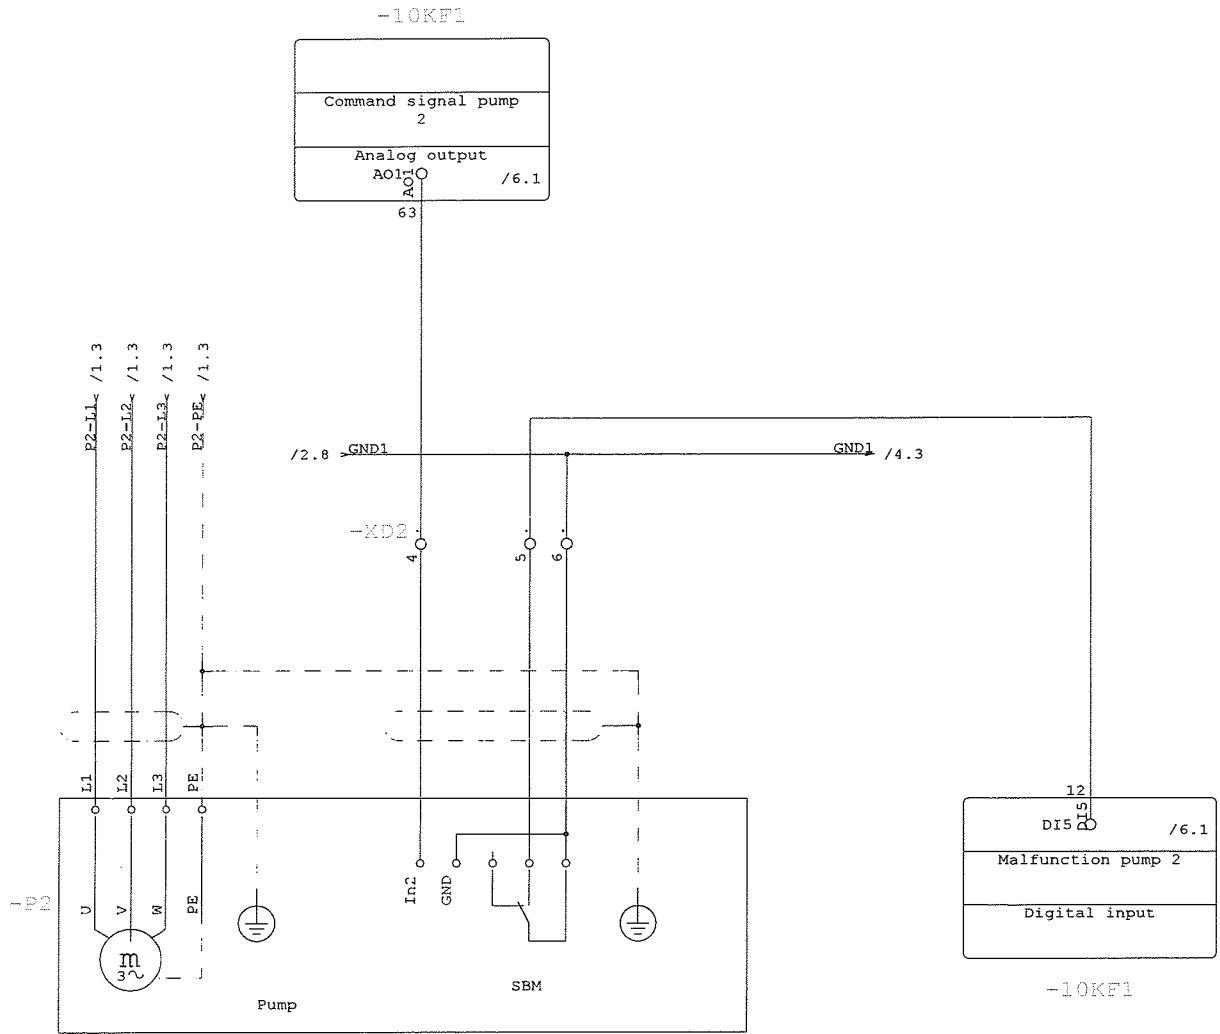 -10KF1
Command signal pump
2
Analog output
AO1
AO1
/6.1
63
/1.3
/1.3
/1.3
/1.3
P2-L1
P2-L2
P2-L3
P2-PE
/2.8
GND1
GND1
/4.3
-XD2
4
5
6
L1
L2
L3
PE
12
DI5
DI5
/6.1
Malfunction pump 2
Digital input
-10KF1
In2
GND
-P2
U
V
W
PE
m
3~
SBM
Pump